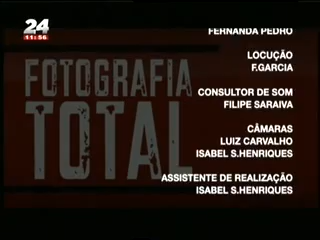 24
11:56
FOTOGRAFIA
TOTAL
FERNANDA PEDRO
LOCUÇÃO
F.GARCIA
CONSULTOR DE SOM
FILIPE SARAIVA
CÂMARAS
LUIZ CARVALHO
ISABEL S.HENRIQUES
ASSISTENTE DE REALIZAÇÃO
ISABEL S.HENRIQUES